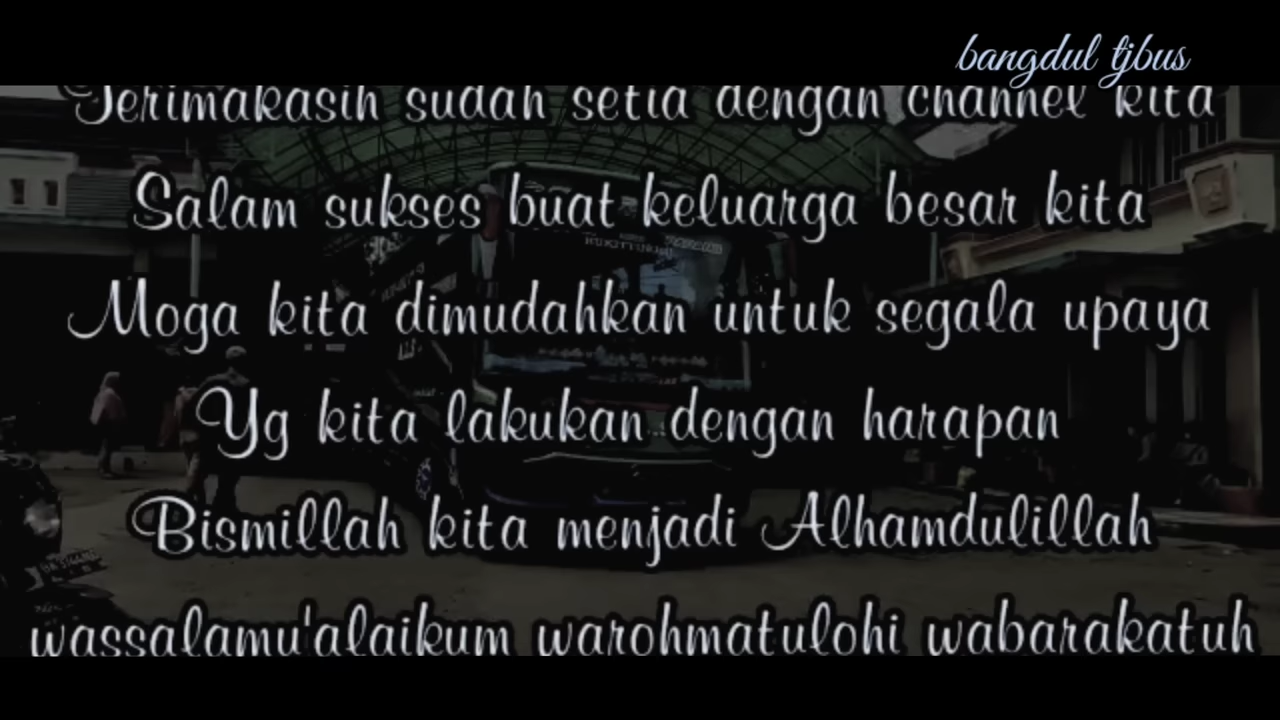 bangdul tjbus
Terimakasih sudah setia dengan channel kita
Salam sukses buat keluarga besar kita
Moga kita dimudahkan untuk segala upaya
Yg kita lakukan dengan harapan
Bismillah kita menjadi Alhamdulillah
wassalamu'alaikum warohmatulohi wabarakatuh